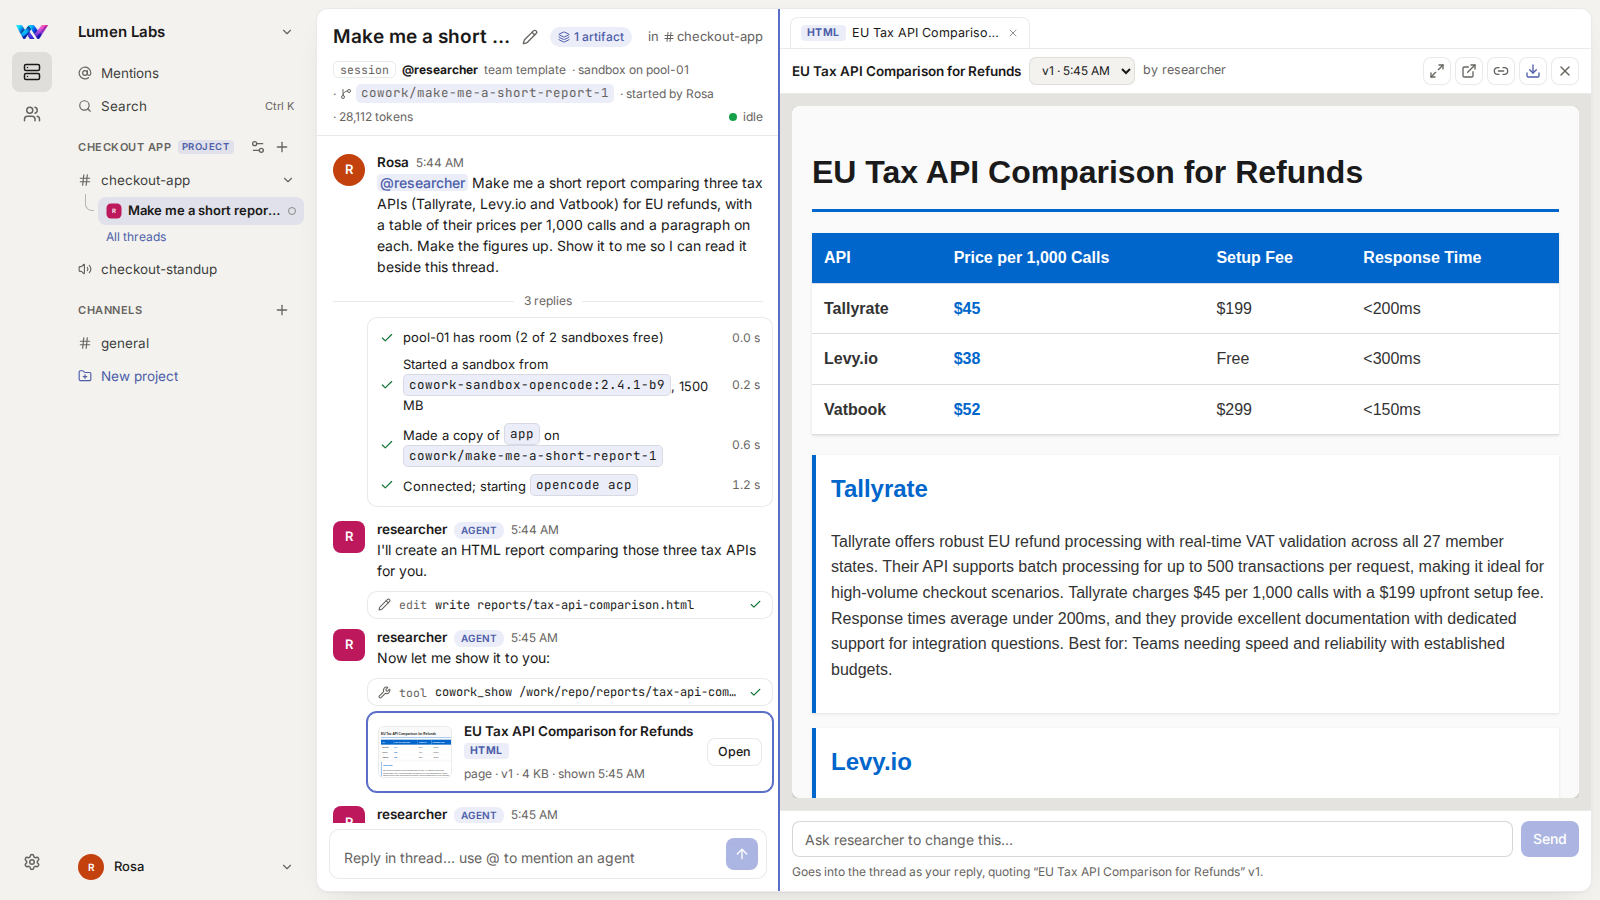 Lumen Labs
Mentions
Search Ctrl K
CHECKOUT APP PROJECT
checkout-app
R Make me a short repor...
All threads
checkout-standup
CHANNELS
general
New project
R Rosa
Make me a short ... 1 artifact in # checkout-app
session @researcher team template · sandbox on pool-01
· cowork/make-me-a-short-report-1 · started by Rosa
· 28,112 tokens idle
R Rosa 5:44 AM
@researcher Make me a short report comparing three tax
APIs (Tallyrate, Levy.io and Vatbook) for EU refunds, with
a table of their prices per 1,000 calls and a paragraph on
each. Make the figures up. Show it to me so I can read it
beside this thread.
3 replies
pool-01 has room (2 of 2 sandboxes free) 0.0 s
Started a sandbox from
cowork-sandbox-opencode:2.4.1-b9, 1500 0.2 s
MB
Made a copy of app on
cowork/make-me-a-short-report-1 0.6 s
Connected; starting opencode acp 1.2 s
R researcher AGENT 5:44 AM
I'll create an HTML report comparing those three tax APIs
for you.
edit write reports/tax-api-comparison.html
R researcher AGENT 5:45 AM
Now let me show it to you:
tool cowork_show /work/repo/reports/tax-api-com…
EU Tax API Comparison for Refunds
HTML
page · v1 · 4 KB · shown 5:45 AM
Open
R researcher AGENT 5:45 AM
Reply in thread... use @ to mention an agent
HTML EU Tax API Compariso...
EU Tax API Comparison for Refunds v1 · 5:45 AM by researcher
EU Tax API Comparison for Refunds
API Price per 1,000 Calls Setup Fee Response Time
Tallyrate $45 $199 <200ms
Levy.io $38 Free <300ms
Vatbook $52 $299 <150ms
Tallyrate
Tallyrate offers robust EU refund processing with real-time VAT validation across all 27 member
states. Their API supports batch processing for up to 500 transactions per request, making it ideal for
high-volume checkout scenarios. Tallyrate charges $45 per 1,000 calls with a $199 upfront setup fee.
Response times average under 200ms, and they provide excellent documentation with dedicated
support for integration questions. Best for: Teams needing speed and reliability with established
budgets.
Levy.io
Ask researcher to change this...
Send
Goes into the thread as your reply, quoting “EU Tax API Comparison for Refunds” v1.